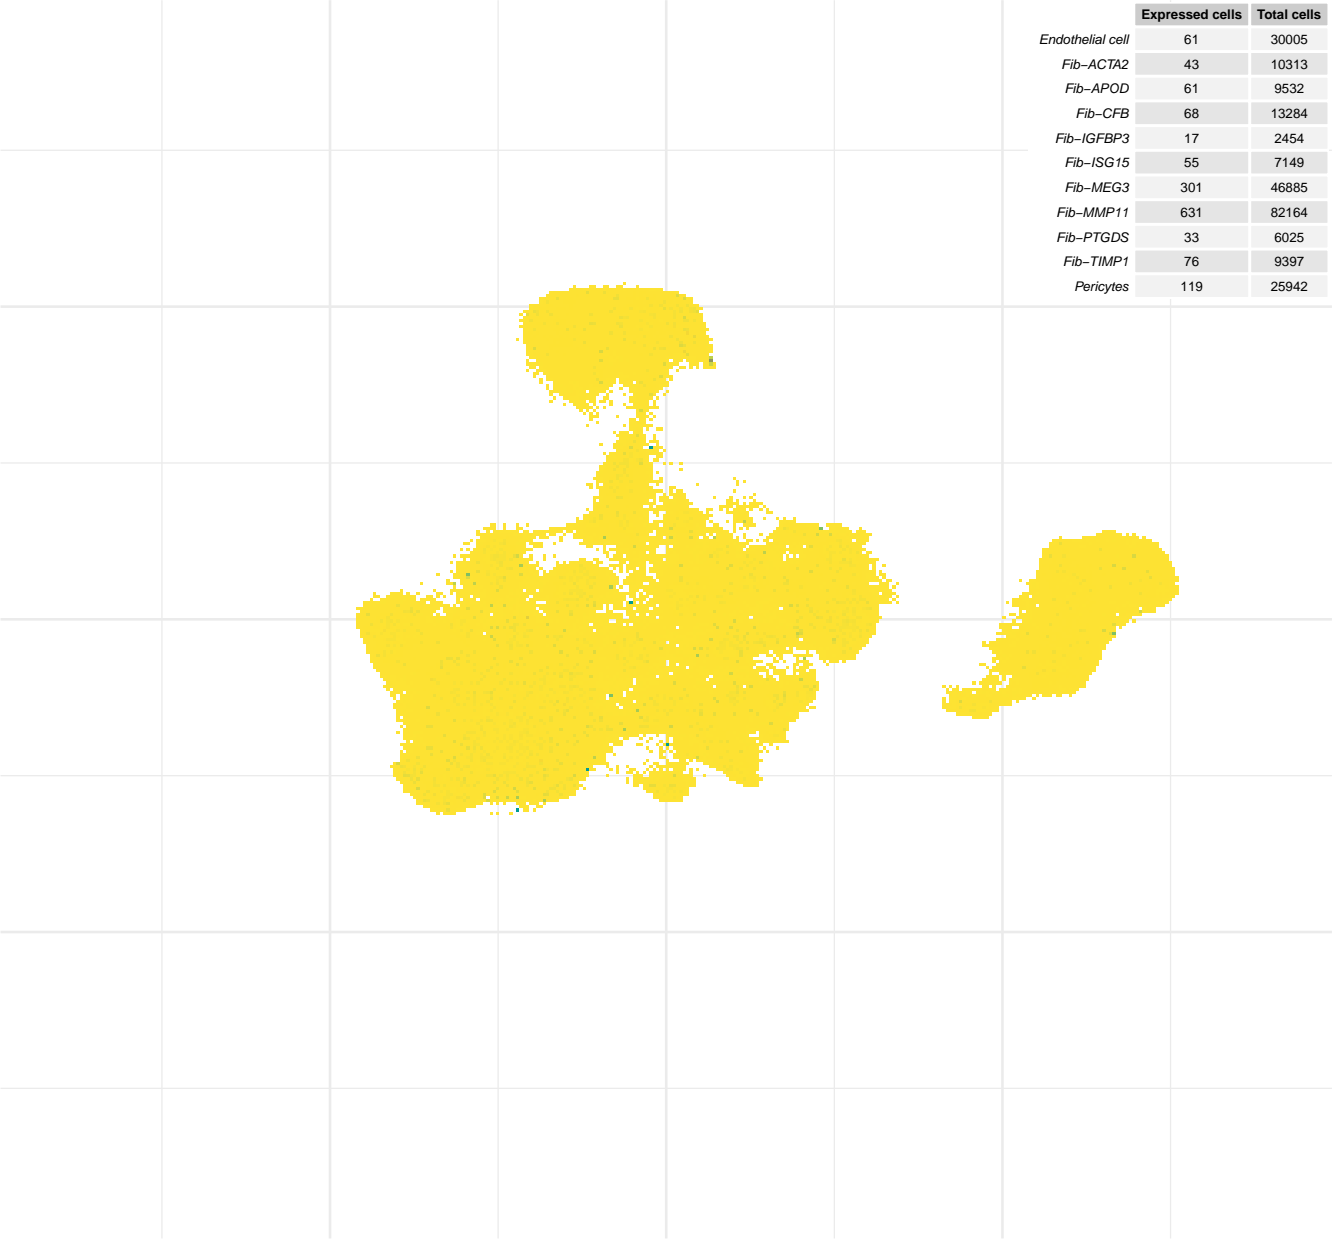 Expressed cells Total cells
Endothelial cell 61 30005
Fib−ACTA2 43 10313
Fib−APOD 61 9532
Fib−CFB 68 13284
Fib−IGFBP3 17 2454
Fib−ISG15 55 7149
Fib−MEG3 301 46885
Fib−MMP11 631 82164
Fib−PTGDS 33 6025
Fib−TIMP1 76 9397
Pericytes 119 25942